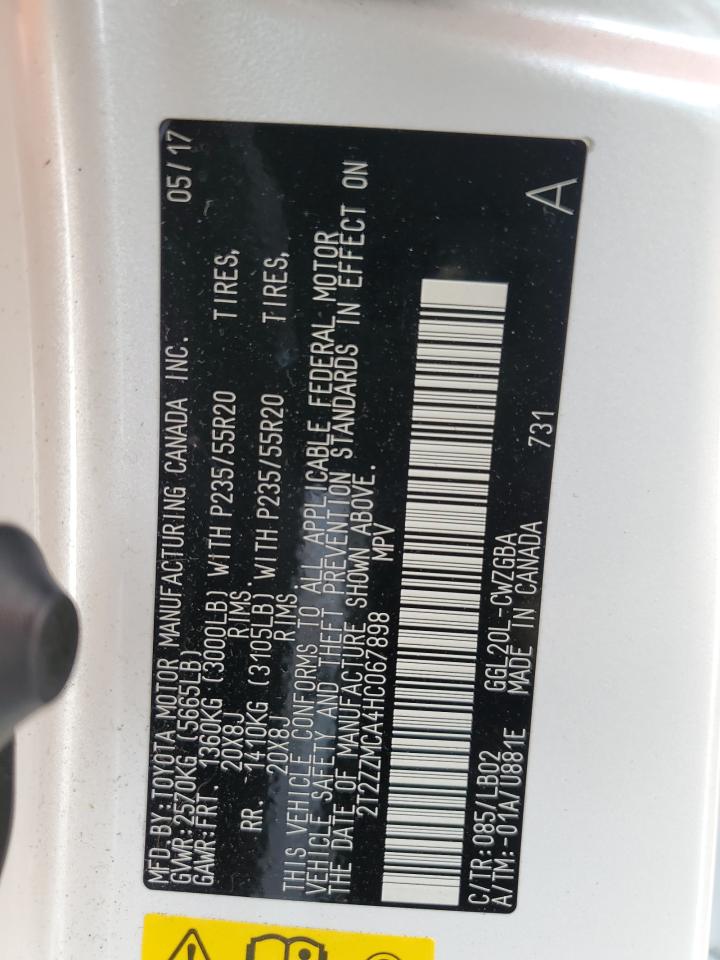 MFD BY:TOYOTA MOTOR MANUFACTURING CANADA INC. 05/17
GVWR:2570KG (5665LB)
GAWR:FRT. 1360KG (3000LB) WITH P235/55R20 TIRES,
20X8J RIMS.
RR. 1410KG (3105LB) WITH P235/55R20 TIRES,
20X8J RIMS
THIS VEHICLE CONFORMS TO ALL APPLICABLE FEDERAL MOTOR
VEHICLE SAFETY AND THEFT PREVENTION STANDARDS IN EFFECT ON
THE DATE OF MANUFACTURE SHOWN ABOVE.
2T2ZZMCA4HC067898 MPV
C/TR:085/LB02 GGL20L-CWZGBA
A/TM:-01A/U881E MADE IN CANADA 731
A